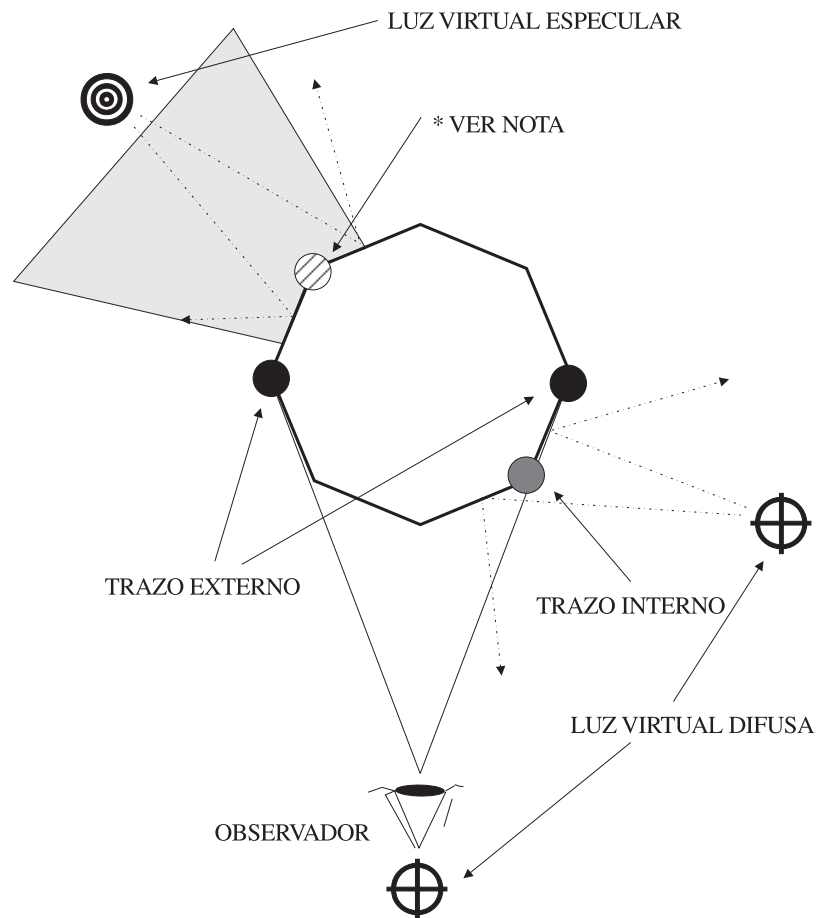 LUZ VIRTUAL ESPECULAR
* VER NOTA
TRAZO EXTERNO
TRAZO INTERNO
LUZ VIRTUAL DIFUSA
OBSERVADOR